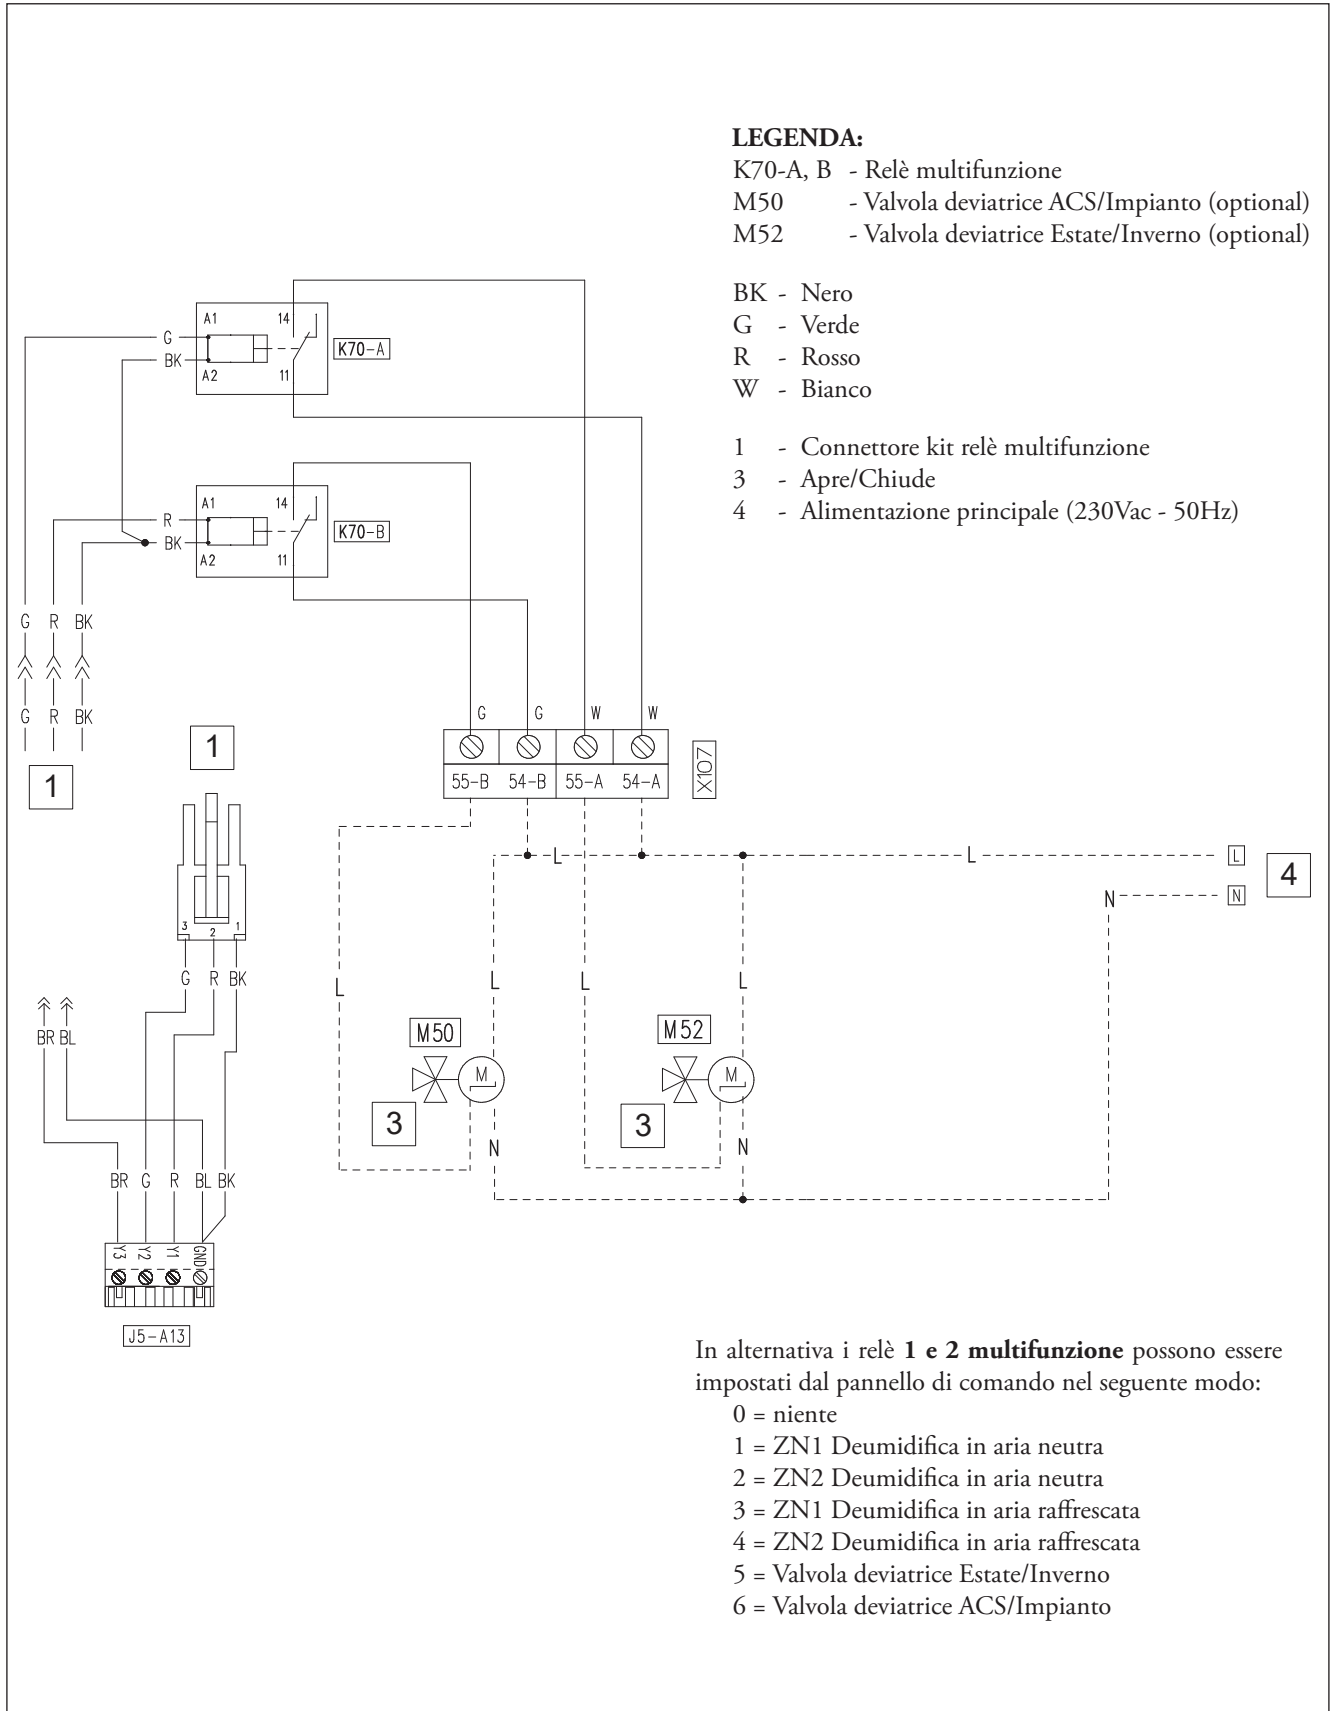 LEGENDA:
K70-A, B - Relè multifunzione
M50 - Valvola deviatrice ACS/Impianto (optional)
M52 - Valvola deviatrice Estate/Inverno (optional)
BK - Nero
G - Verde
R - Rosso
W - Bianco
1 - Connettore kit relè multifunzione
3 - Apre/Chiude
4 - Alimentazione principale (230Vac - 50Hz)
A1 14
G
BK
A2 11
K70-A
A1 14
R
BK
A2 11
K70-B
G R BK
G R BK
1
1
G G W W
55-B 54-B 55-A 54-A
X107
L L L
4
N N
3 2 1
G R BK
L L L L
BR BL
M50 M52
M M
3 3
N N
BR G R BL BK
Y3 Y2 Y1 GND
J5-A13
In alternativa i relè 1 e 2 multifunzione possono essere
impostati dal pannello di comando nel seguente modo:
0 = niente
1 = ZN1 Deumidifica in aria neutra
2 = ZN2 Deumidifica in aria neutra
3 = ZN1 Deumidifica in aria raffrescata
4 = ZN2 Deumidifica in aria raffrescata
5 = Valvola deviatrice Estate/Inverno
6 = Valvola deviatrice ACS/Impianto